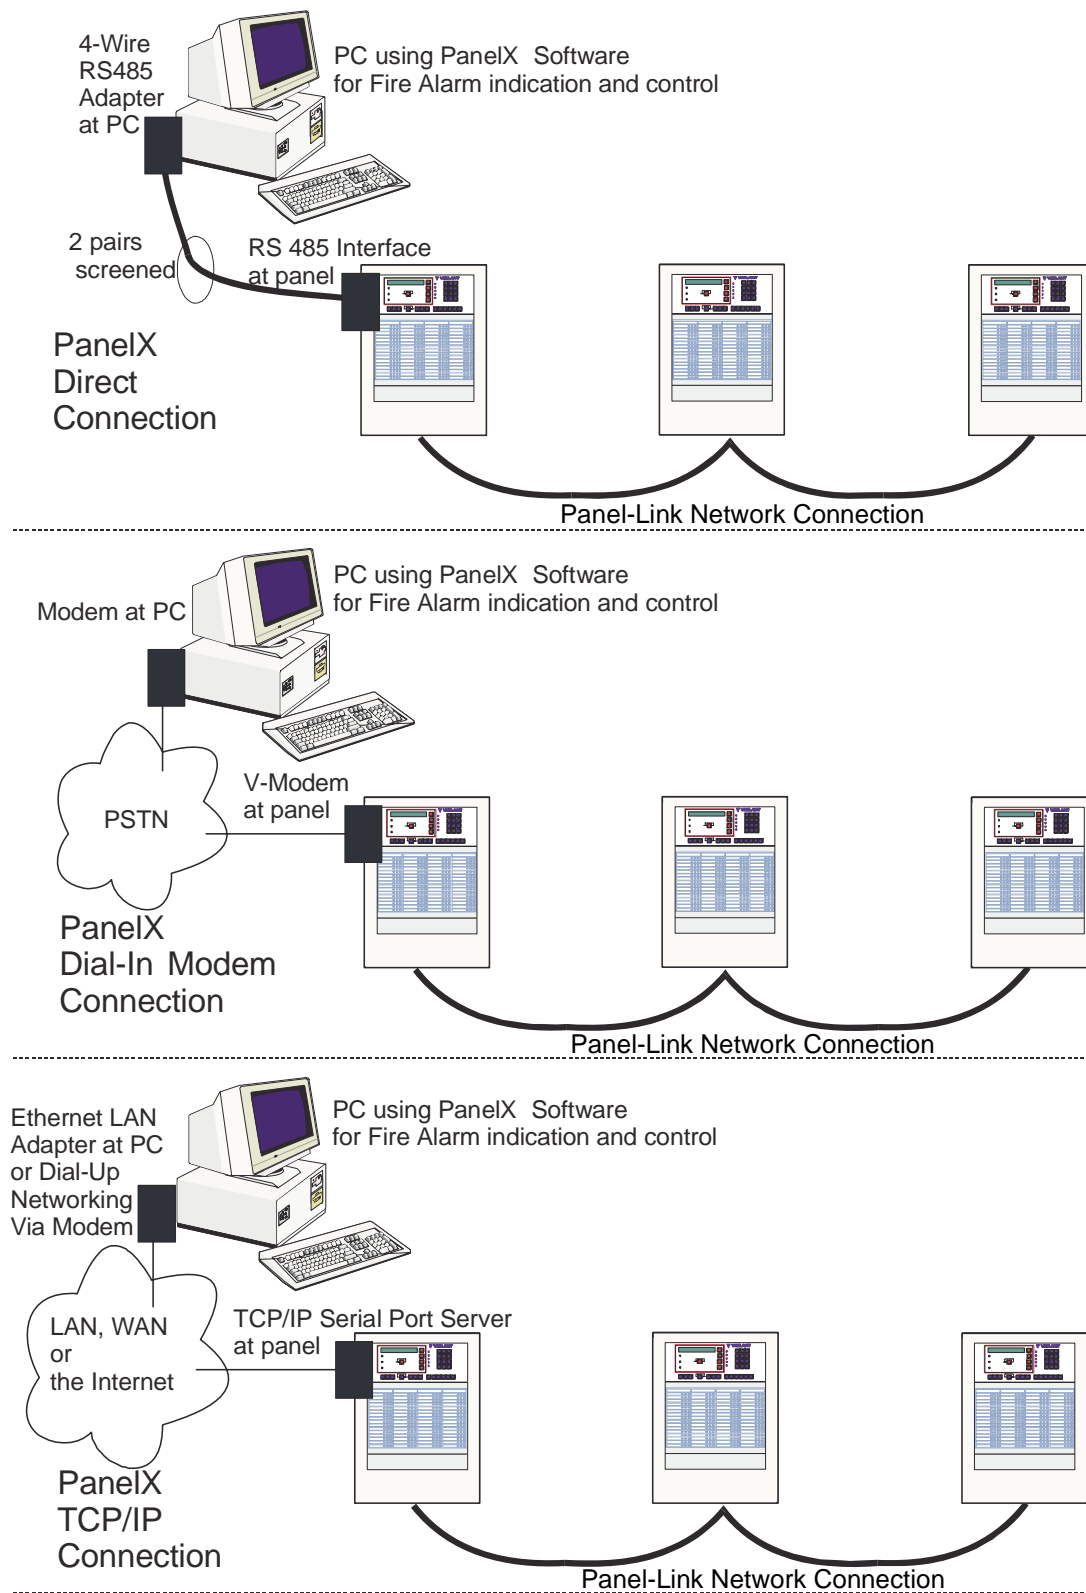 4-Wire
RS485
Adapter
at PC
PC using PanelX Software
for Fire Alarm indication and control
2 pairs
screened
RS 485 Interface
at panel
PanelX
Direct
Connection
Panel-Link Network Connection
PC using PanelX Software
for Fire Alarm indication and control
Modem at PC
PSTN
V-Modem
at panel
PanelX
Dial-In Modem
Connection
Panel-Link Network Connection
Ethernet LAN
Adapter at PC
or Dial-Up
Networking
Via Modem
PC using PanelX Software
for Fire Alarm indication and control
LAN, WAN
or
the Internet
TCP/IP Serial Port Server
at panel
PanelX
TCP/IP
Connection
Panel-Link Network Connection